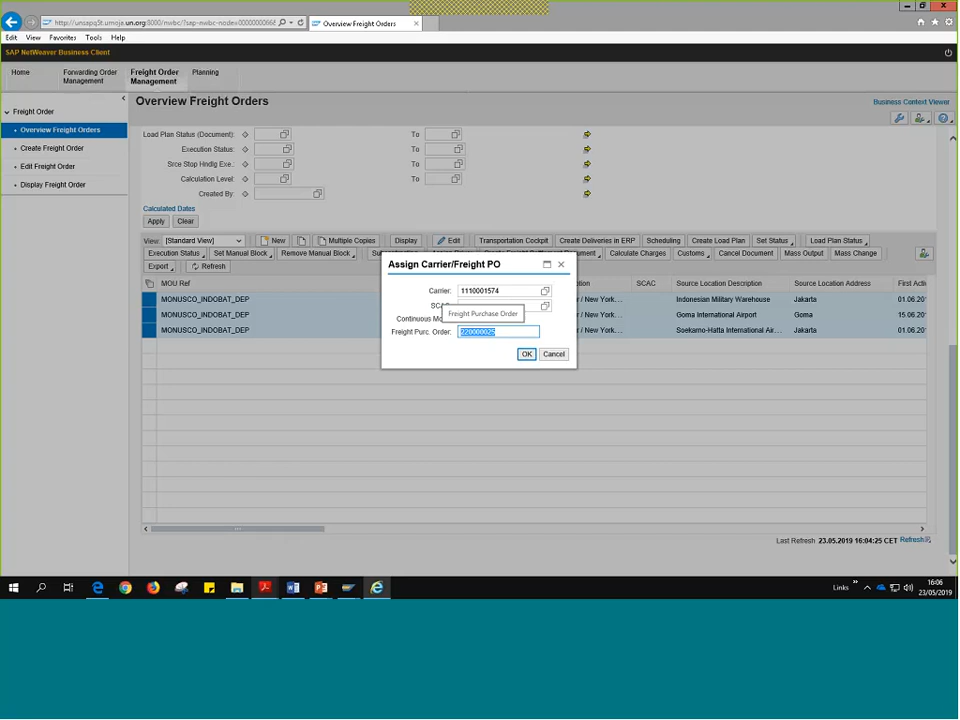 http://unsapq5t.umoja.un.org:8000/nwbc/?sap-nwbc-node=0000000066
Overview Freight Orders
Edit View Favorites Tools Help
SAP NetWeaver Business Client
Home
Forwarding Order Management
Freight Order Management
Planning
Freight Order
Overview Freight Orders
Create Freight Order
Edit Freight Order
Display Freight Order
Overview Freight Orders
Business Context Viewer
Load Plan Status (Document): To
Execution Status: To
Srce Stop Hndlg Exe.: To
Calculation Level: To
Created By:
Calculated Dates
Apply Clear
View: [Standard View] New Multiple Copies Display Edit Transportation Cockpit Create Deliveries in ERP Scheduling Create Load Plan Set Status Load Plan Status
Execution Status Set Manual Block Remove Manual Block Calculate Charges Customs Cancel Document Mass Output Mass Change
Export Refresh
MOU Ref SCAC Source Location Description Source Location Address First Acti
MONUSCO_INDOBAT_DEP / New York... Indonesian Military Warehouse Jakarta 01.06.20
MONUSCO_INDOBAT_DEP / New York... Goma International Airport Goma 15.06.20
MONUSCO_INDOBAT_DEP / New York... Soekarno-Hatta International Air... Jakarta 01.06.20
Assign Carrier/Freight PO
Carrier: 1110001574
Freight Purchase Order
Freight Purc. Order: 220000025
OK Cancel
Last Refresh 23.05.2019 16:04:25 CET Refresh
Links
16:06
23/05/2019